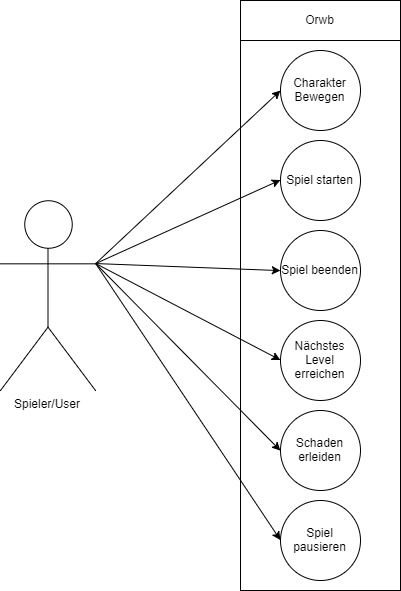 Orwb
Charakter
Bewegen
Spiel starten
Spiel beenden
Nächstes
Level
erreichen
Spieler/User
Schaden
erleiden
Spiel
pausieren